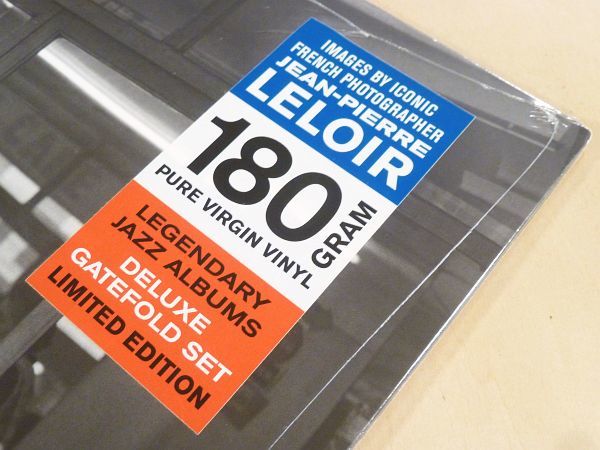 IMAGES BY ICONIC
FRENCH PHOTOGRAPHER
JEAN-PIERRE
LELOIR
180
GRAM
PURE VIRGIN VINYL
LEGENDARY
JAZZ ALBUMS
DELUXE
GATEFOLD SET
LIMITED EDITION